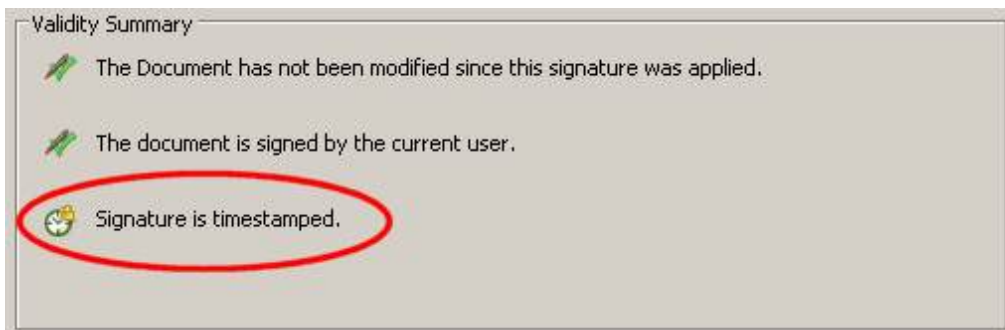 Validity Summary
The Document has not been modified since this signature was applied.
The document is signed by the current user.
Signature is timestamped.